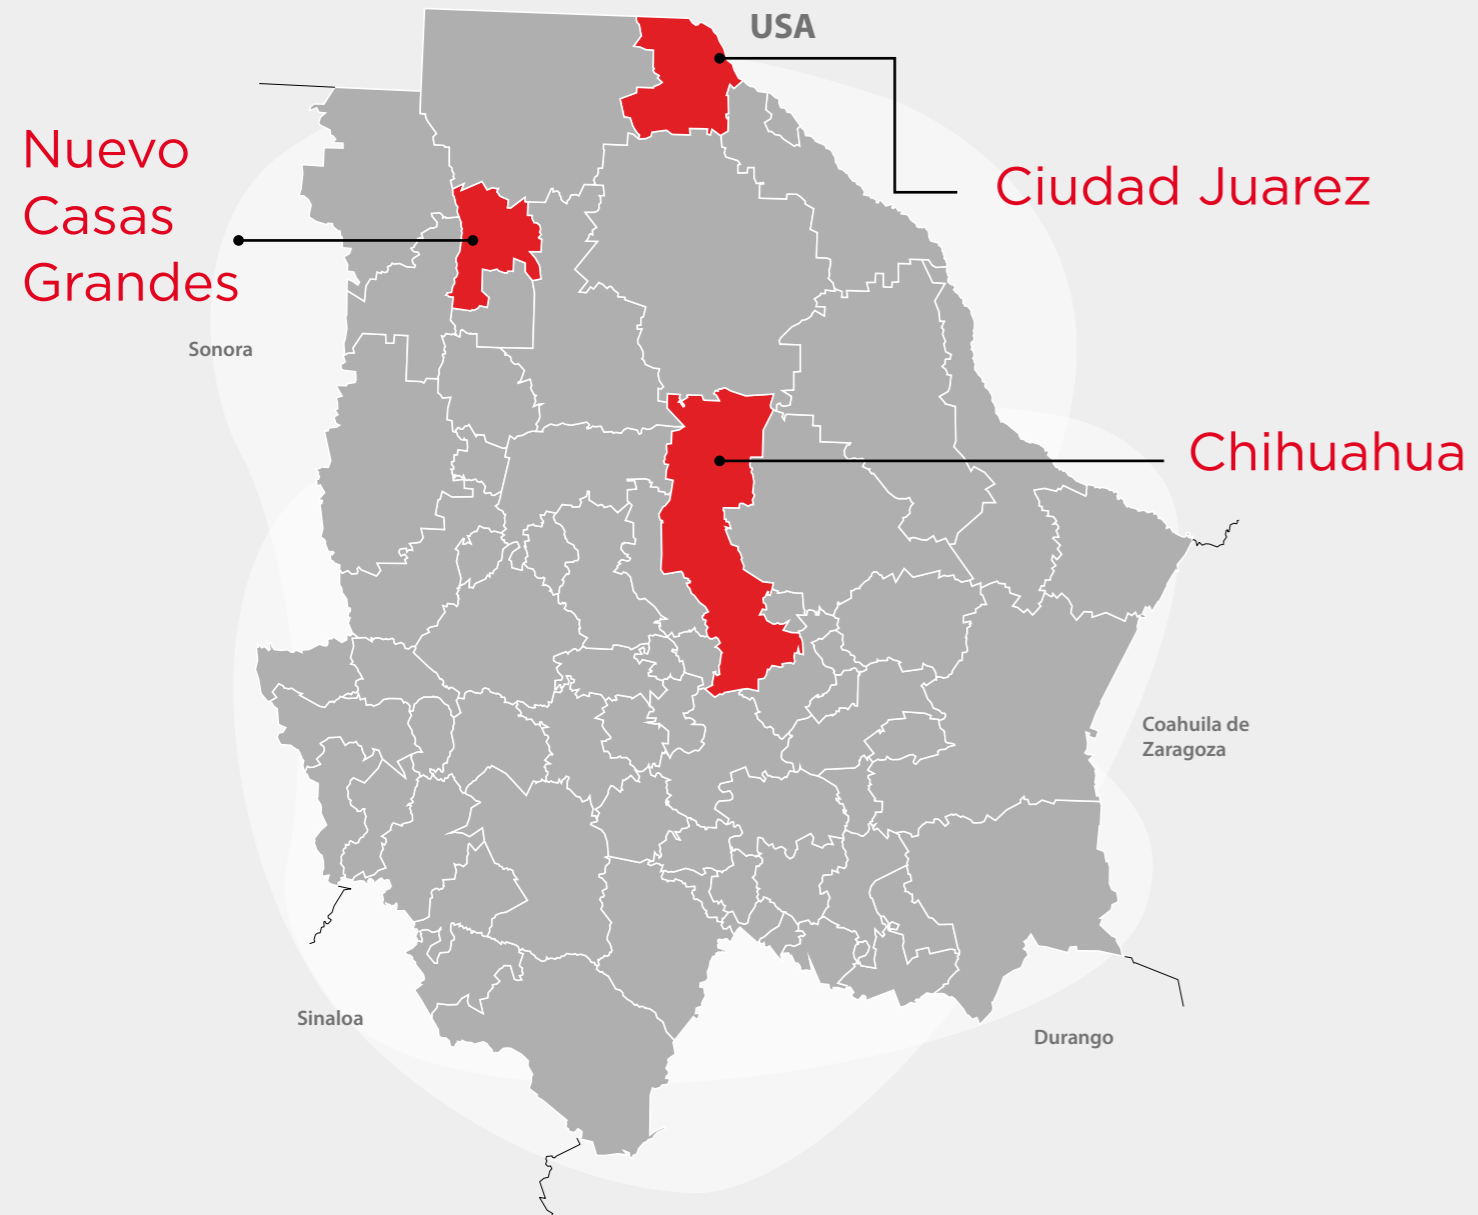 USA
Nuevo
Casas
Grandes
Ciudad Juarez
Sonora
Chihuahua
Coahuila de
Zaragoza
Sinaloa
Durango